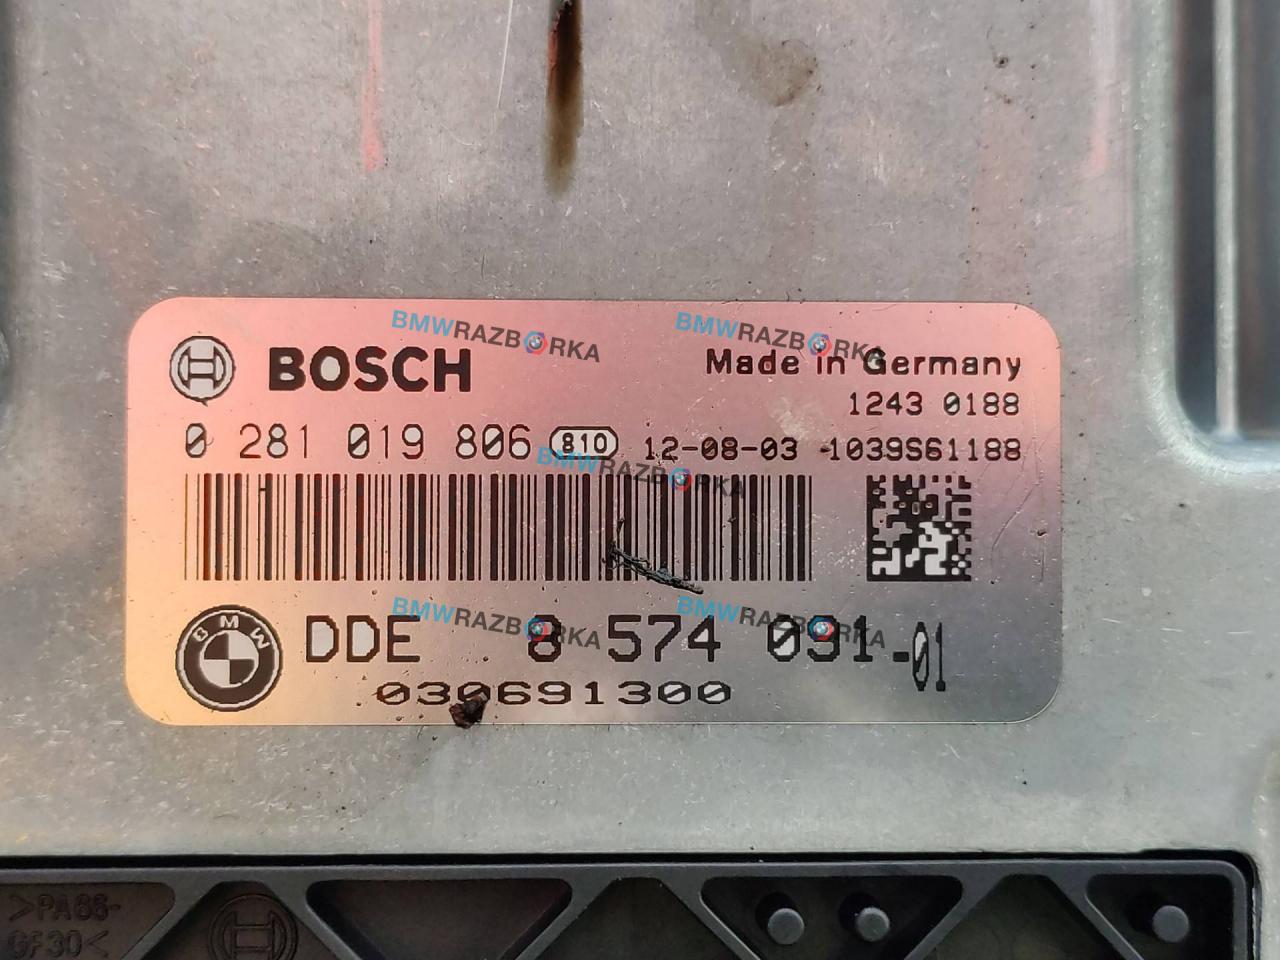 BOSCH
Made in Germany
1243 0188
0 281 019 806 810 12-08-03 -1039S61188
BMW DDE 8 574 091-01
030691300
BMWRAZBORKA
BMWRAZBORKA
BMWRAZBORKA
BMWRAZBORKA
BMWRAZBORKA
>PA66-
GF30<